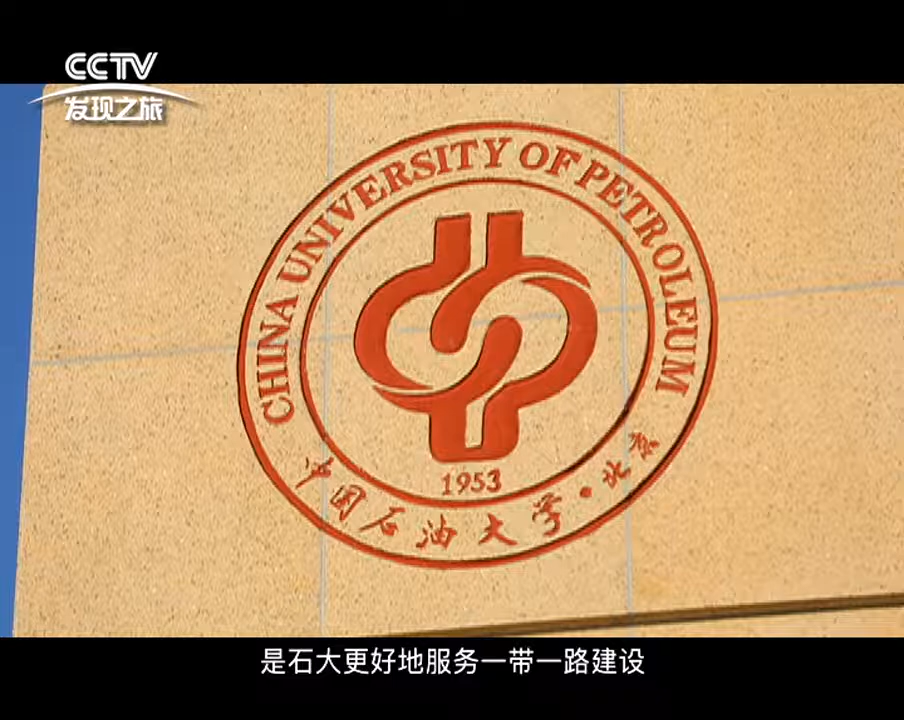 CCTV
发现之旅
CHINA UNIVERSITY OF PETROLEUM
1953
中国石油大学·北京
是石大更好地服务一带一路建设